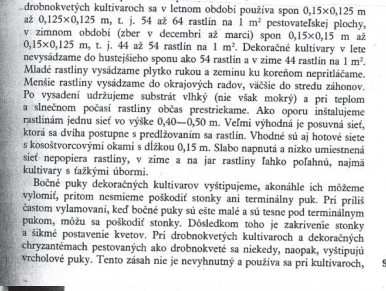 drobnokvetých kultivaroch sa v letnom období používa spon 0,15×0,125 m
až 0,125×0,125 m, t. j. 54 až 64 rastlín na 1 m² pestovateľskej plochy,
v zimnom období (zber v decembri až marci) spon 0,15×0,15 m až
0,15×0,125 m, t. j. 44 až 54 rastlín na 1 m². Dekoračné kultivary v lete
nevysádzame do hustejšieho sponu ako 54 rastlín a v zime 44 rastlín na 1 m².
Mladé rastliny vysádzame plytko rukou a zeminu ku koreňom nepritláčame.
Menšie rastliny vysádzame do okrajových radov, väčšie do stredu záhonov.
Po vysadení udržujeme substrát vlhký (nie však mokrý) a pri teplom
a slnečnom počasí rastliny občas prestriekame. Ako oporu inštalujeme
rastlinám jednu sieť vo výške 0,40—0,50 m. Veľmi výhodná je posuvná sieť,
ktorá sa dvíha postupne s predlžovaním sa rastlín. Vhodné sú aj hotové siete
s kosoštvorcovými okami s dĺžkou 0,15 m. Slabo napnutá a nízko umiestnená
sieť nepopiera rastliny, v zime a na jar rastliny ľahko poľahnú, najmä
kultivary s ťažkými úbormi.
Bočné puky dekoračných kultivarov vyštipujeme, akonáhle ich môžeme
vylomiť, pritom nesmieme poškodiť stonky ani terminálny puk. Pri príliš
častom vylamovaní, keď bočné puky sú ešte malé a sú tesne pod terminálnym
pukom, môžu sa poškodiť stonky. Dôsledkom toho je zakrivenie stonky
a šikmé postavenie kvetov. Pri drobnokvetých kultivaroch a dekoračných
chryzantémach pestovaných ako drobnokveté sa niekedy, naopak, vyštipujú
vrcholové puky. Tento zásah nie je nevyhnutný a používa sa pri kultivaroch,